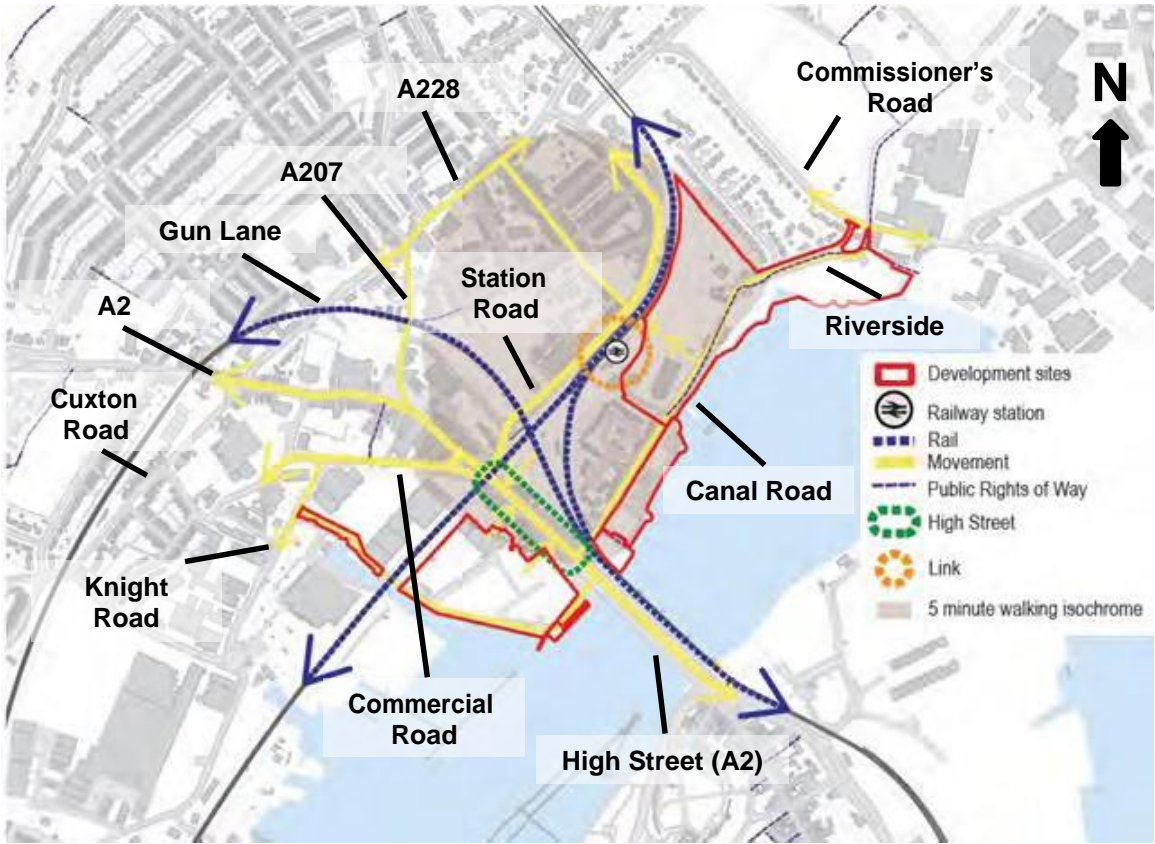 Commissioner's
Road
N
A228
A207
Gun Lane
Station
Road
A2
Riverside
Cuxton
Road
Canal Road
Knight
Road
Commercial
Road
High Street (A2)
Development sites
Railway station
Rail
Movement
Public Rights of Way
High Street
Link
5 minute walking isochrome